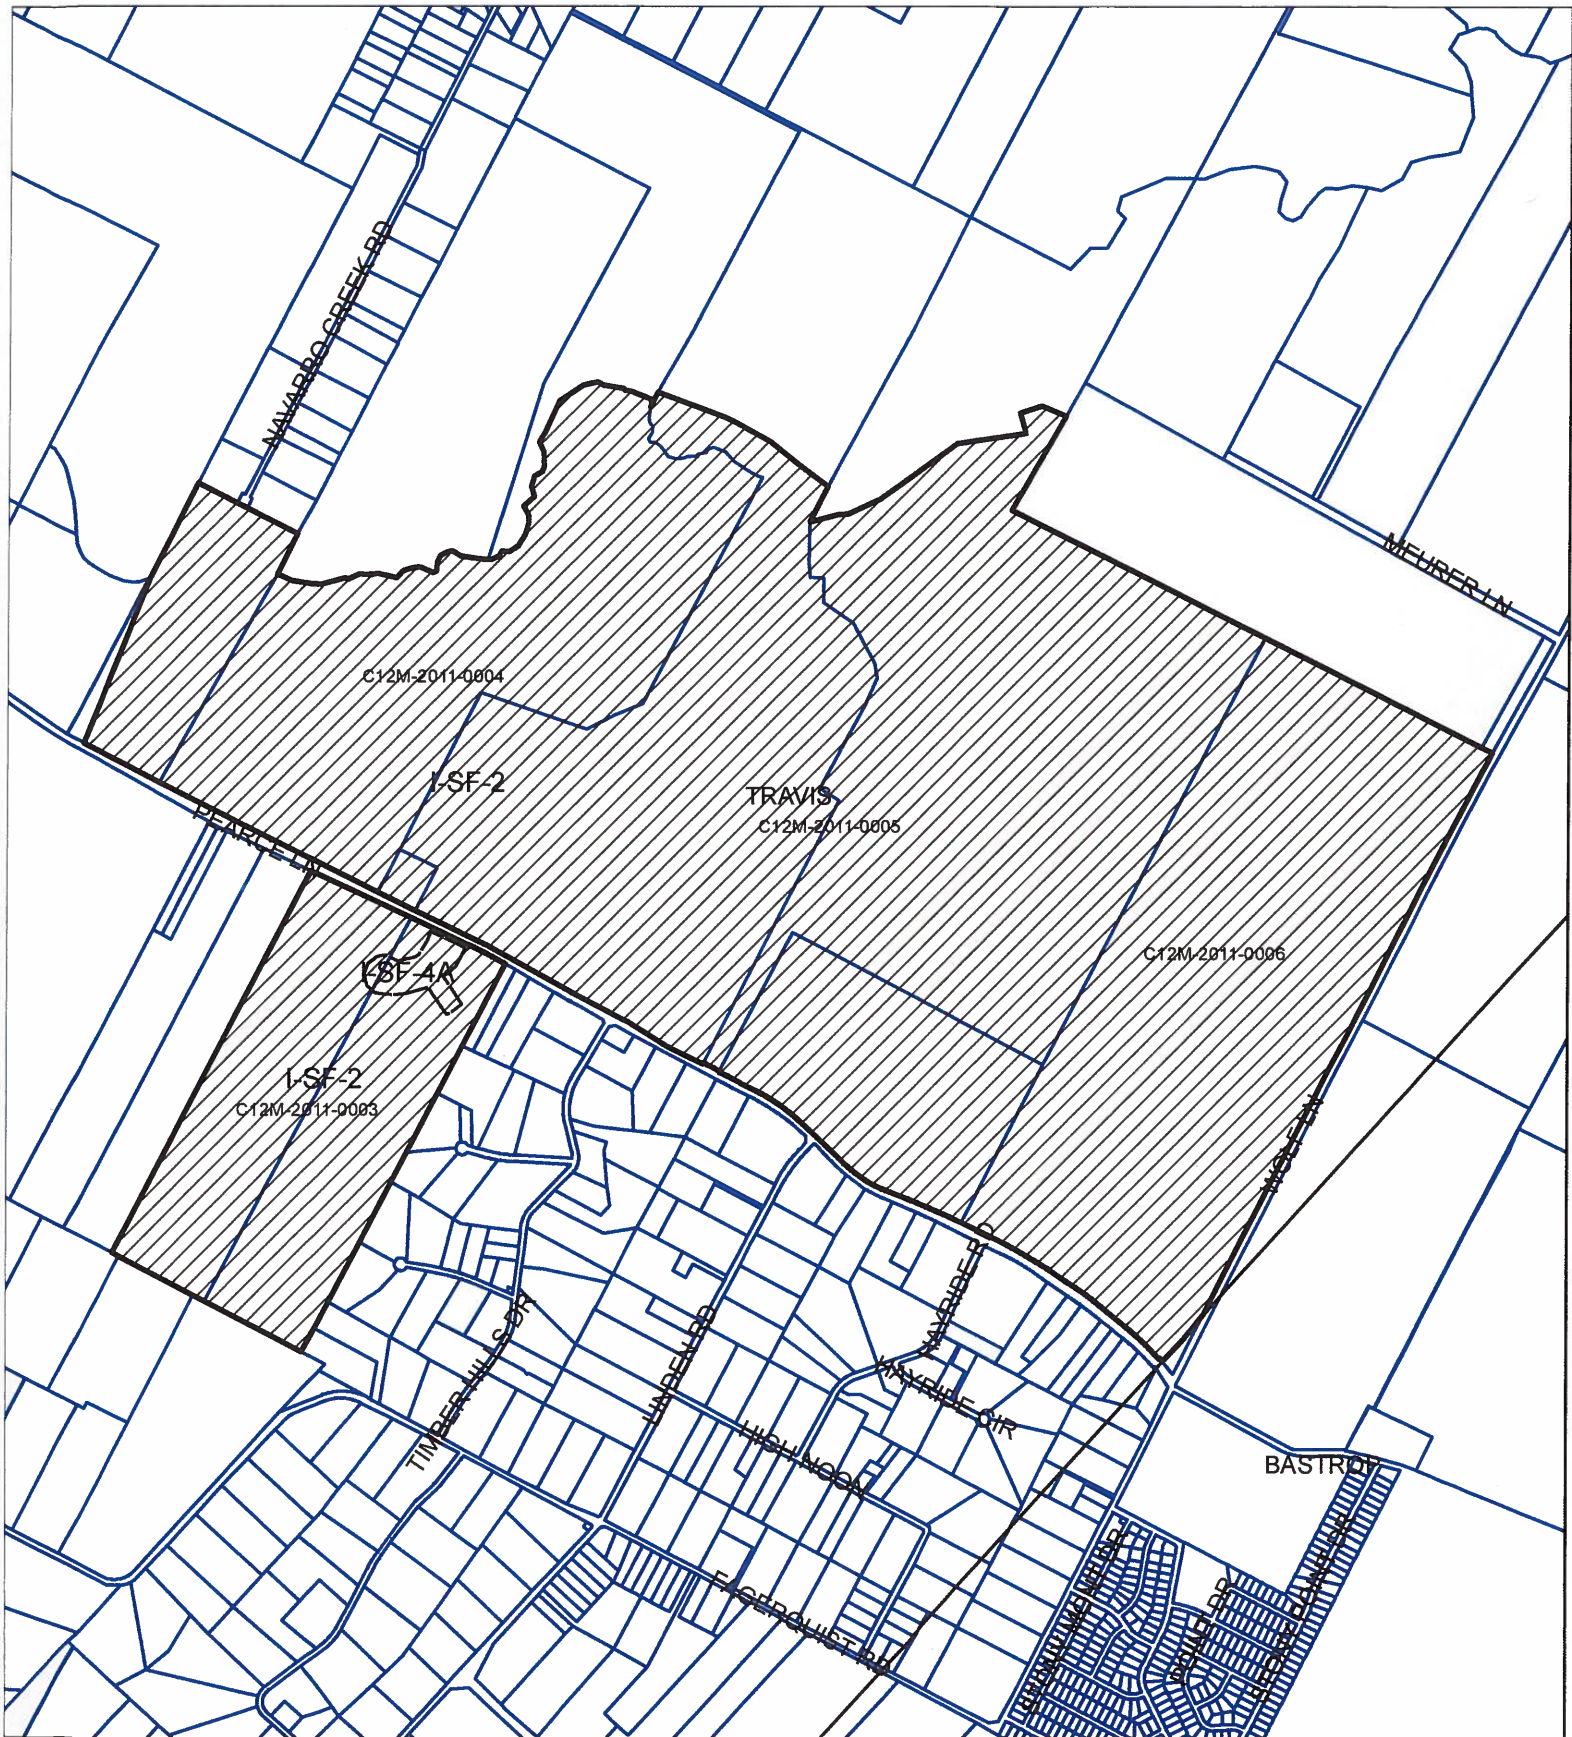 NAVARRO CREEK RD
MEURER LN
C12M-2011-0004
I-SF-2
TRAVIS
C12M-2011-0005
PEARCE LN
C12M-2011-0006
I-SF-4A
I-SF-2
C12M-2011-0003
WOLF LN
HAYRIDE RD
TIMBER HILLS DR
LINDEN RD
HAYRIDE CIR
HIGH NOON
BASTROP
FAGERQUIST RD